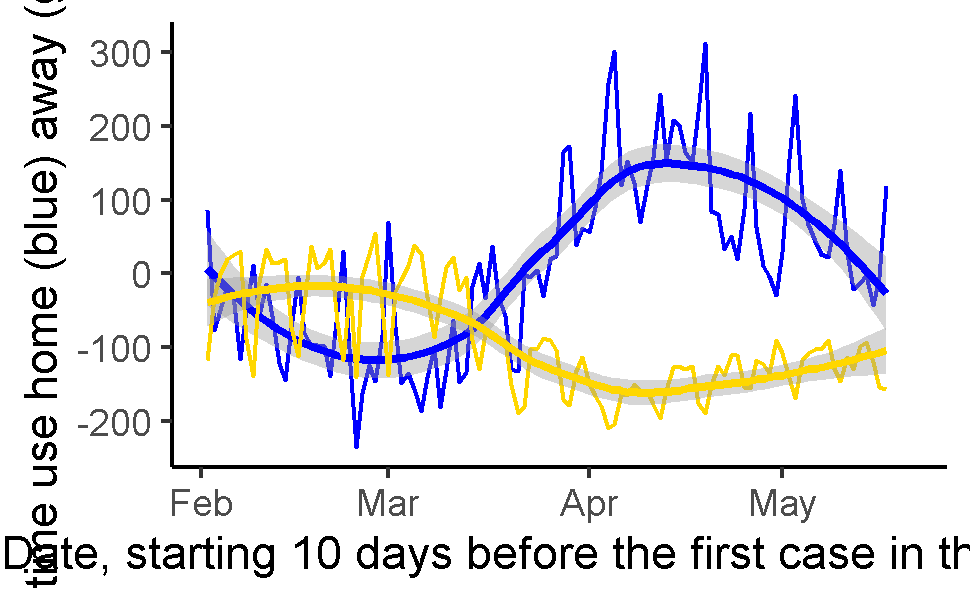 time use home (blue) away (
300
200
100
0
-100
-200
Feb Mar Apr May
Date, starting 10 days before the first case in th